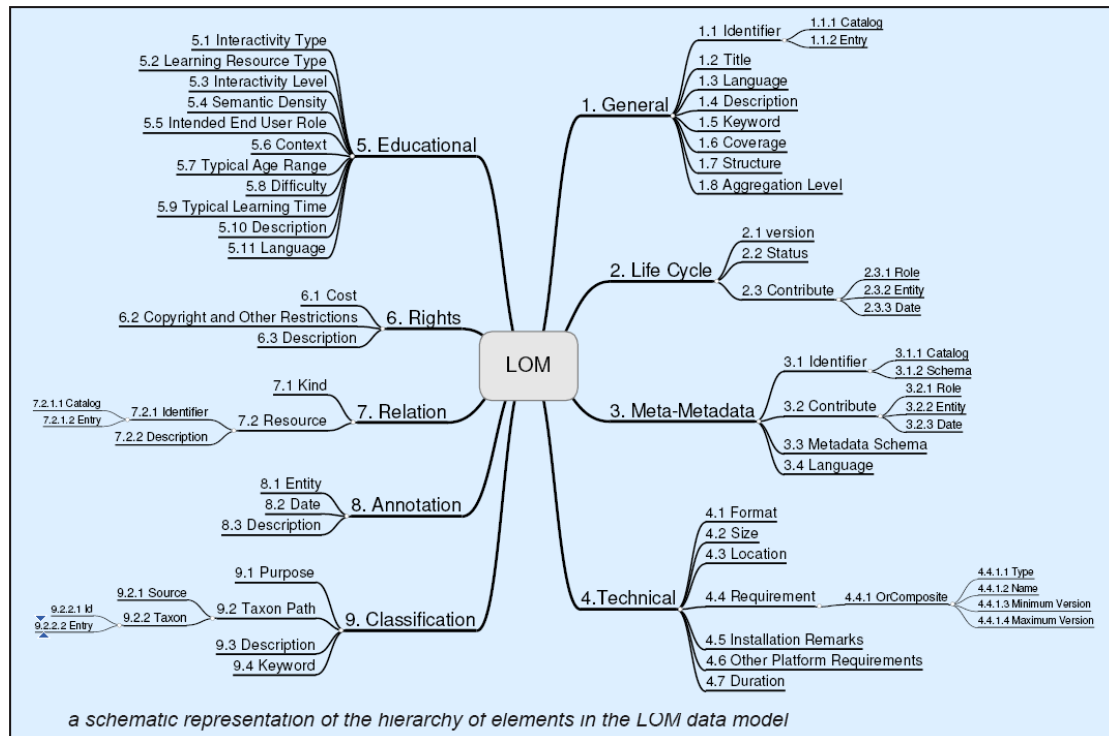 LOM
1. General
1.1 Identifier
1.1.1 Catalog
1.1.2 Entry
1.2 Title
1.3 Language
1.4 Description
1.5 Keyword
1.6 Coverage
1.7 Structure
1.8 Aggregation Level
2. Life Cycle
2.1 version
2.2 Status
2.3 Contribute
2.3.1 Role
2.3.2 Entity
2.3.3 Date
3. Meta-Metadata
3.1 Identifier
3.1.1 Catalog
3.1.2 Schema
3.2 Contribute
3.2.1 Role
3.2.2 Entity
3.2.3 Date
3.3 Metadata Schema
3.4 Language
4.Technical
4.1 Format
4.2 Size
4.3 Location
4.4 Requirement
4.4.1 OrComposite
4.4.1.1 Type
4.4.1.2 Name
4.4.1.3 Minimum Version
4.4.1.4 Maximum Version
4.5 Installation Remarks
4.6 Other Platform Requirements
4.7 Duration
5. Educational
5.1 Interactivity Type
5.2 Learning Resource Type
5.3 Interactivity Level
5.4 Semantic Density
5.5 Intended End User Role
5.6 Context
5.7 Typical Age Range
5.8 Difficulty
5.9 Typical Learning Time
5.10 Description
5.11 Language
6. Rights
6.1 Cost
6.2 Copyright and Other Restrictions
6.3 Description
7. Relation
7.1 Kind
7.2 Resource
7.2.1 Identifier
7.2.1.1 Catalog
7.2.1.2 Entry
7.2.2 Description
8. Annotation
8.1 Entity
8.2 Date
8.3 Description
9. Classification
9.1 Purpose
9.2 Taxon Path
9.2.1 Source
9.2.2 Taxon
9.2.2.1 Id
9.2.2.2 Entry
9.3 Description
9.4 Keyword
a schematic representation of the hierarchy of elements in the LOM data model